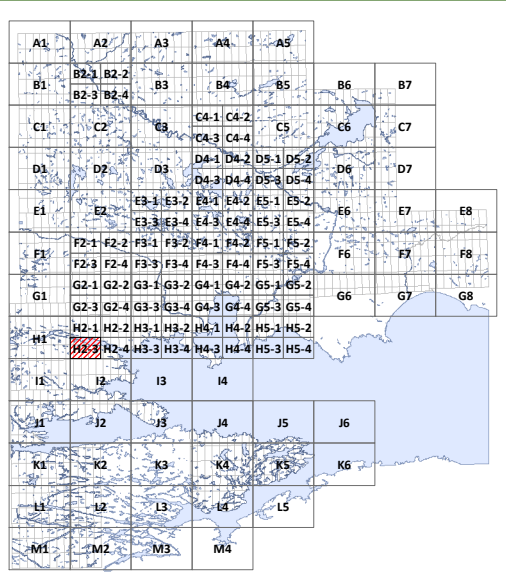 A1 A2 A3 A4 A5
B2-1 B2-2
B1 B3 B4 B5 B6 B7
B2-3 B2-4
C4-1 C4-2
C1 C2 C3 C5 C6 C7
C4-3 C4-4
D4-1 D4-2 D5-1 D5-2
D1 D2 D3 D6 D7
D4-3 D4-4 D5-3 D5-4
E3-1 E3-2 E4-1 E4-2 E5-1 E5-2
E1 E2 E6 E7 E8
E3-3 E3-4 E4-3 E4-4 E5-3 E5-4
F2-1 F2-2 F3-1 F3-2 F4-1 F4-2 F5-1 F5-2
F1 F6 F7 F8
F2-3 F2-4 F3-3 F3-4 F4-3 F4-4 F5-3 F5-4
G2-1 G2-2 G3-1 G3-2 G4-1 G4-2 G5-1 G5-2
G1 G6 G7 G8
G2-3 G2-4 G3-3 G3-4 G4-3 G4-4 G5-3 G5-4
H2-1 H2-2 H3-1 H3-2 H4-1 H4-2 H5-1 H5-2
H1
H2-3 H2-4 H3-3 H3-4 H4-3 H4-4 H5-3 H5-4
I1 I2 I3 I4
J1 J2 J3 J4 J5 J6
K1 K2 K3 K4 K5 K6
L1 L2 L3 L4 L5
M1 M2 M3 M4